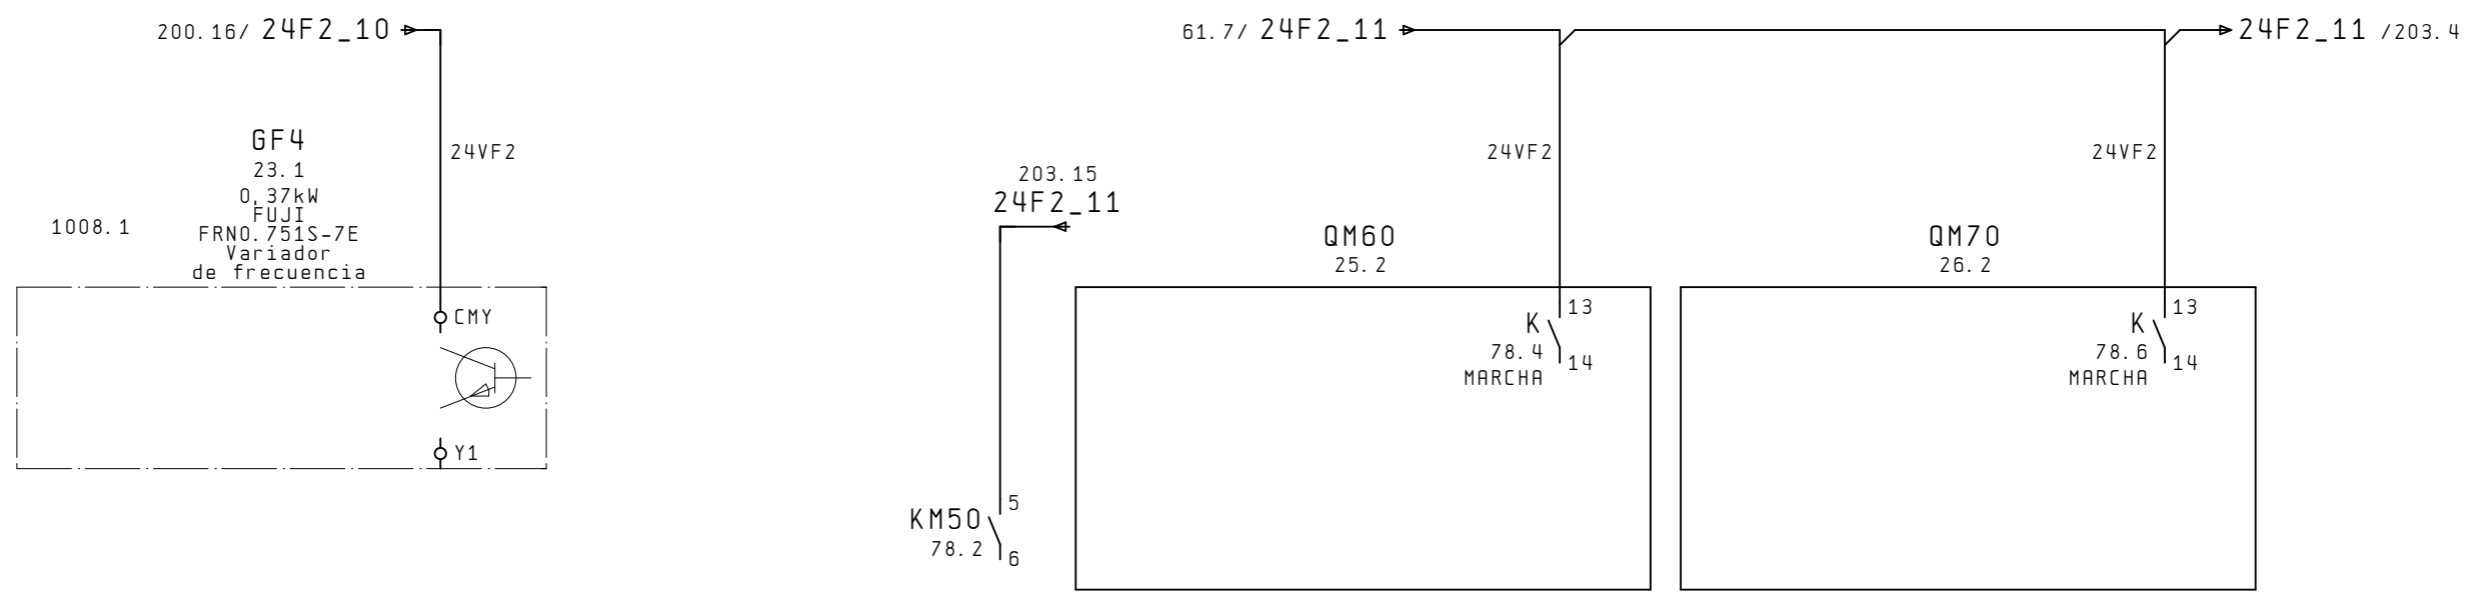 200.16/ 24F2_10
61.7/ 24F2_11
24F2_11 /203.4
GF4
23.1
0,37kW
FUJI
FRN0.751S-7E
Variador
de frecuencia
1008.1
24VF2
CMY
Y1
203.15
24F2_11
KM50
78.2
5
6
24VF2
QM60
25.2
K
78.4
MARCHA
13
14
24VF2
QM70
26.2
K
78.6
MARCHA
13
14